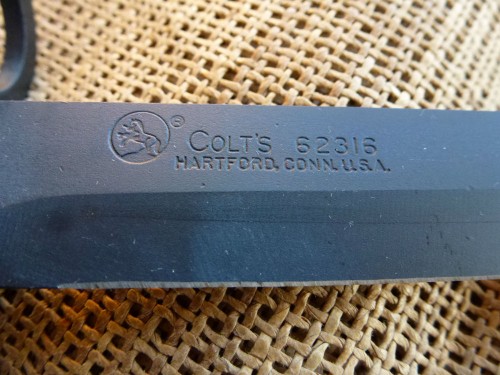 ® COLT'S 62316
HARTFORD, CONN. U.S.A.